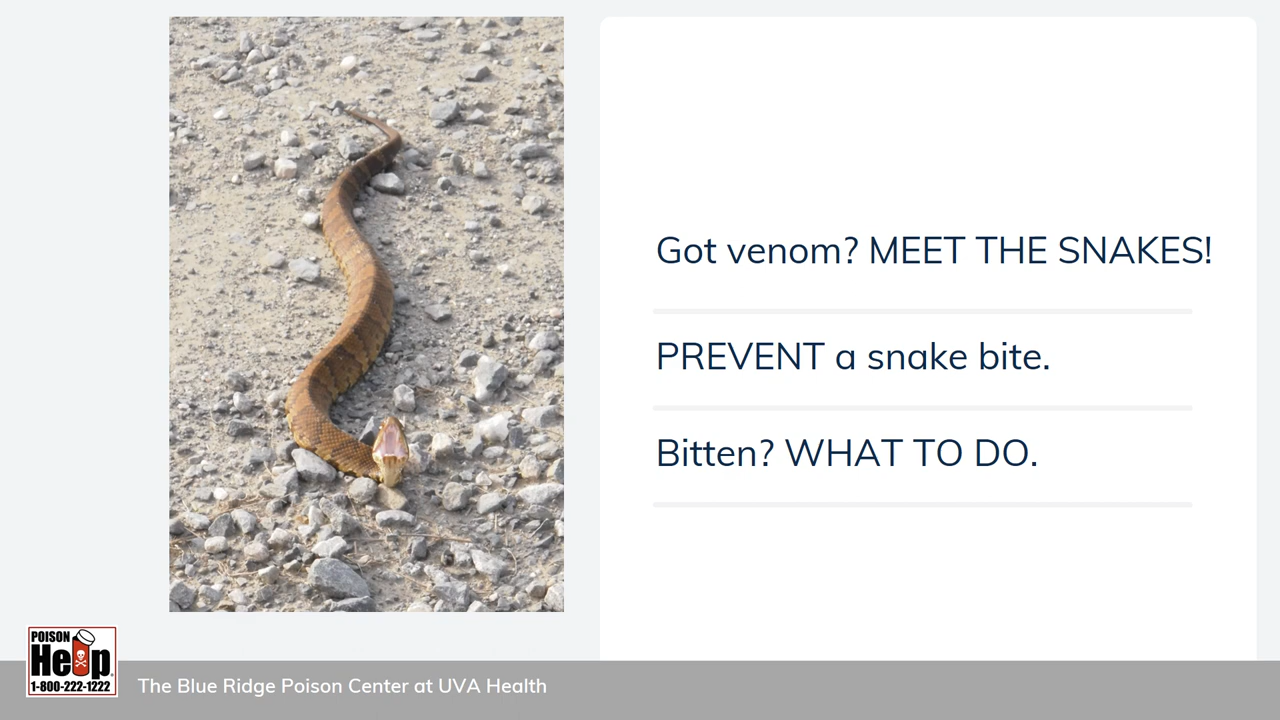 Got venom? MEET THE SNAKES!
PREVENT a snake bite.
Bitten? WHAT TO DO.
POISON
Help
1-800-222-1222
The Blue Ridge Poison Center at UVA Health